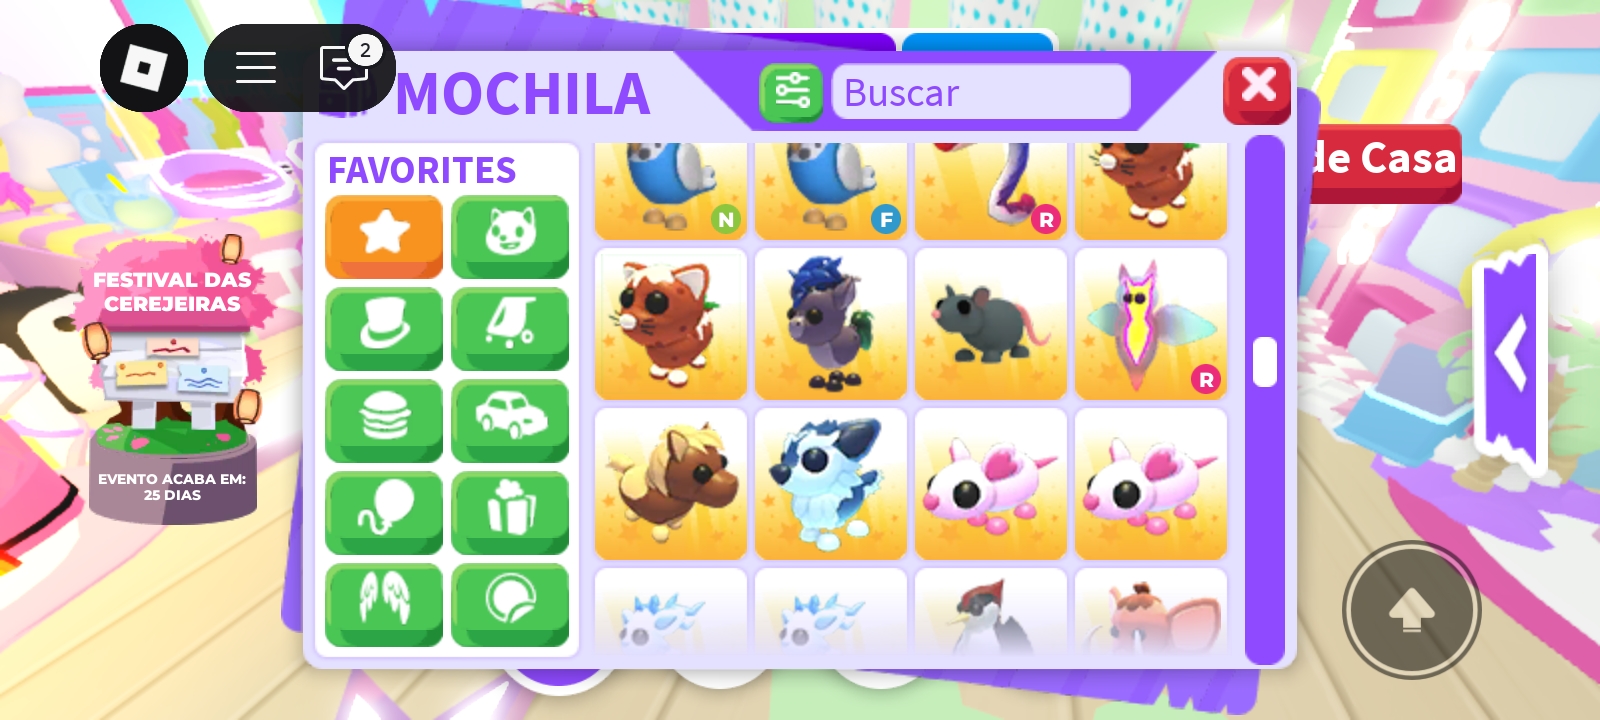 2
MOCHILA
Buscar
de Casa
FAVORITES
N
F
R
R
FESTIVAL DAS
CEREJEIRAS
EVENTO ACABA EM:
25 DIAS